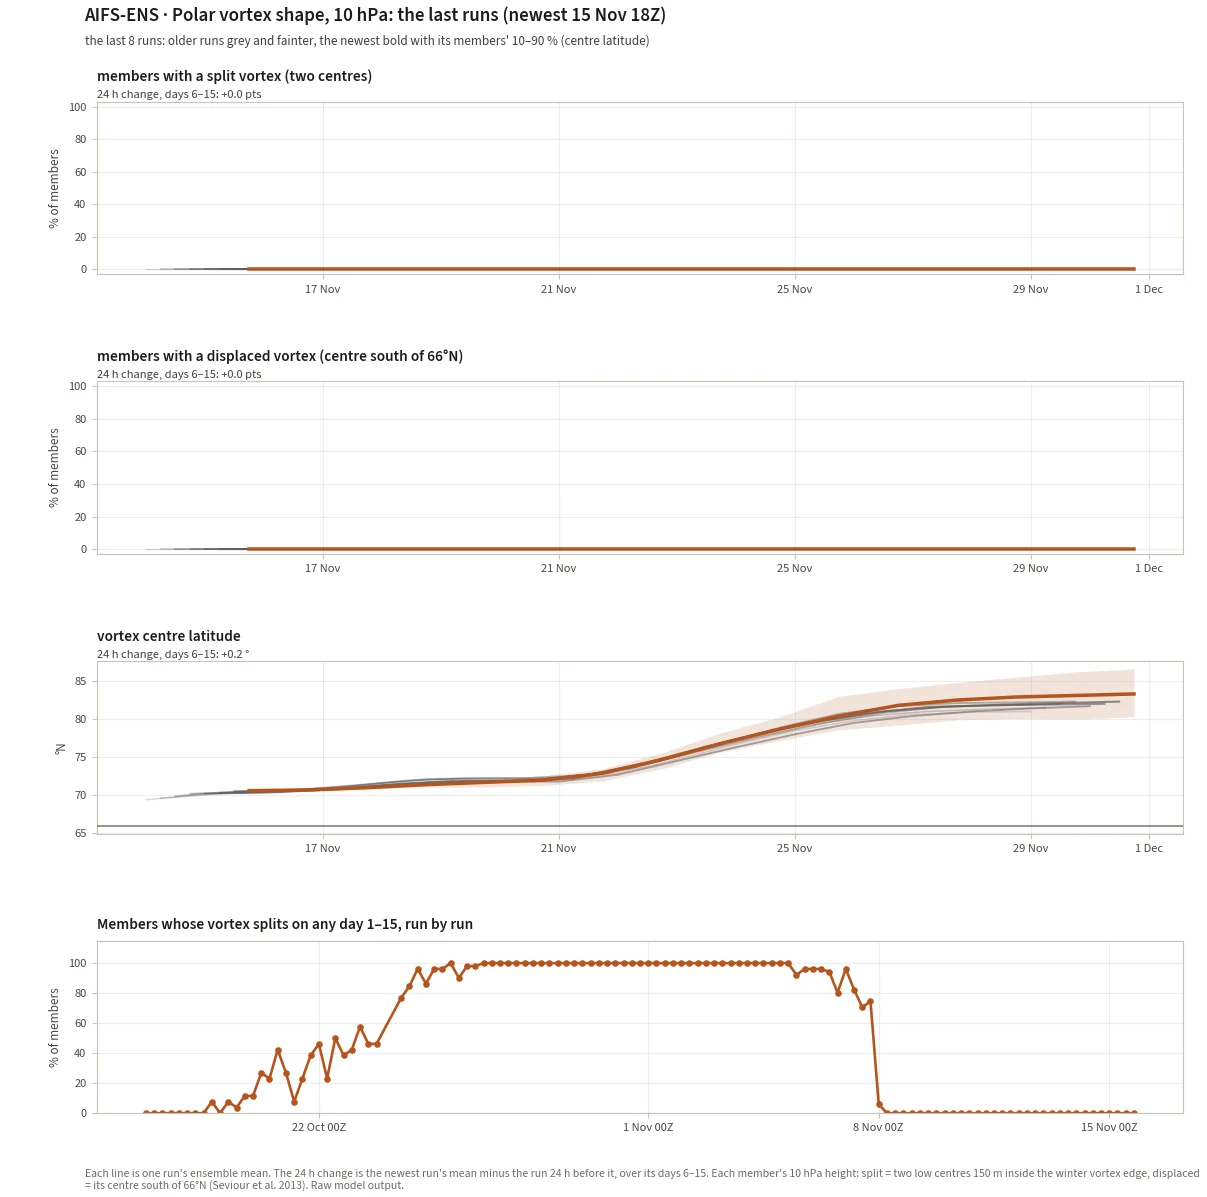 AIFS-ENS · Polar vortex shape, 10 hPa: the last runs (newest 15 Nov 18Z)
the last 8 runs: older runs grey and fainter, the newest bold with its members' 10–90 % (centre latitude)
members with a split vortex (two centres)
24 h change, days 6–15: +0.0 pts
100
80
60
40
20
0
% of members
17 Nov
21 Nov
25 Nov
29 Nov
1 Dec
members with a displaced vortex (centre south of 66°N)
24 h change, days 6–15: +0.0 pts
100
80
60
40
20
0
% of members
17 Nov
21 Nov
25 Nov
29 Nov
1 Dec
vortex centre latitude
24 h change, days 6–15: +0.2 °
85
80
75
70
65
°N
17 Nov
21 Nov
25 Nov
29 Nov
1 Dec
Members whose vortex splits on any day 1–15, run by run
100
80
60
40
20
0
% of members
22 Oct 00Z
1 Nov 00Z
8 Nov 00Z
15 Nov 00Z
Each line is one run's ensemble mean. The 24 h change is the newest run's mean minus the run 24 h before it, over its days 6–15. Each member's 10 hPa height: split = two low centres 150 m inside the winter vortex edge, displaced
= its centre south of 66°N (Seviour et al. 2013). Raw model output.